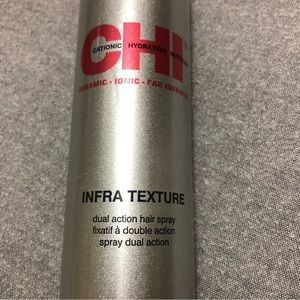 CHI
CATIONIC HYDRATION
CERAMIC • IONIC • FAR INFRARED
INFRA TEXTURE
dual action hair spray
fixatif à double action
spray dual action